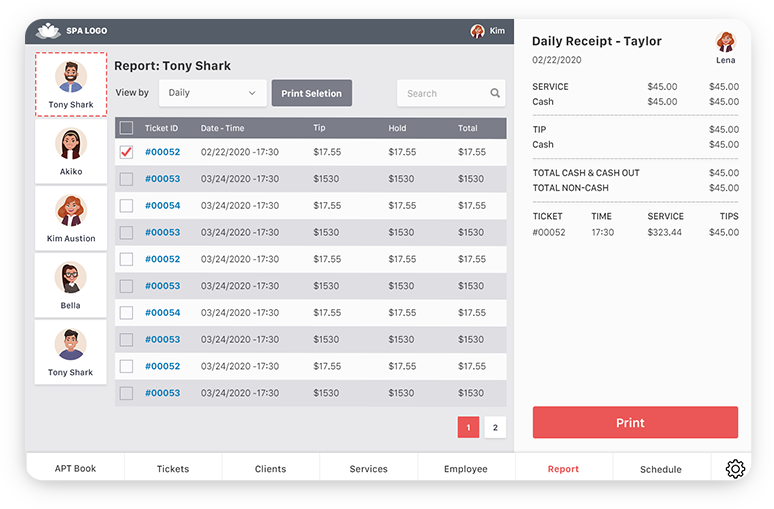 SPA LOGO
Kim
Tony Shark
Akiko
Kim Austion
Bella
Tony Shark
Report: Tony Shark
View by
Daily
Print Seletion
Search
Ticket ID Date - Time Tip Hold Total
#00052 02/22/2020 -17:30 $17.55 $17.55 $17.55
#00053 03/24/2020 -17:30 $1530 $1530 $1530
#00054 03/24/2020 -17:30 $17.55 $17.55 $17.55
#00053 03/24/2020 -17:30 $1530 $1530 $1530
#00052 03/24/2020 -17:30 $17.55 $17.55 $17.55
#00053 03/24/2020 -17:30 $1530 $1530 $1530
#00054 03/24/2020 -17:30 $17.55 $17.55 $17.55
#00053 03/24/2020 -17:30 $1530 $1530 $1530
#00052 03/24/2020 -17:30 $17.55 $17.55 $17.55
#00053 03/24/2020 -17:30 $1530 $1530 $1530
1 2
Daily Receipt - Taylor
02/22/2020
Lena
SERVICE $45.00 $45.00
Cash $45.00 $45.00
TIP $45.00
Cash $45.00
TOTAL CASH & CASH OUT $45.00
TOTAL NON-CASH $45.00
TICKET TIME SERVICE TIPS
#00052 17:30 $323.44 $45.00
Print
APT Book Tickets Clients Services Employee Report Schedule